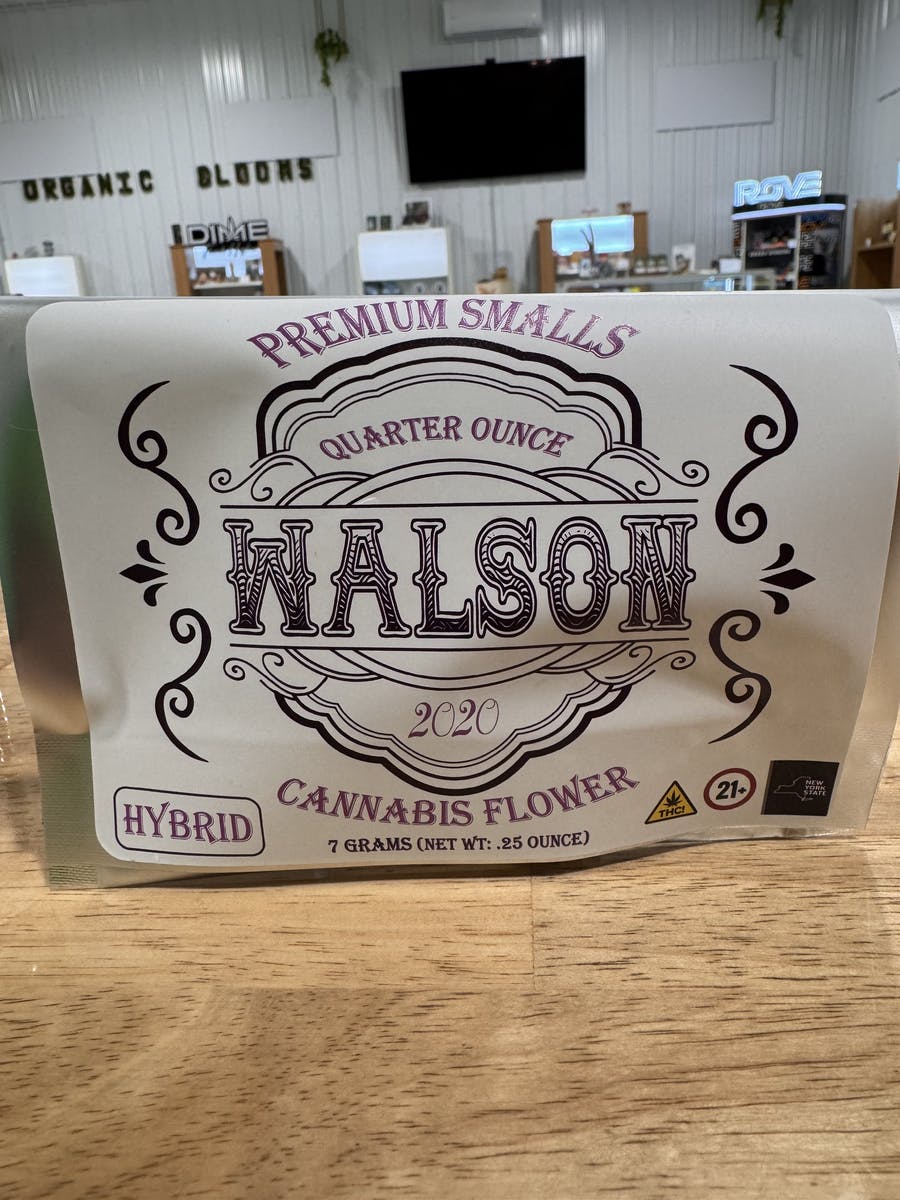 ORGANIC BLOOMS
DIME
ROVE
PREMIUM SMALLS
QUARTER OUNCE
WALSON
2020
CANNABIS FLOWER
HYBRID
7 GRAMS (NET WT: .25 OUNCE)
THC!
21+
NEW
YORK
STATE